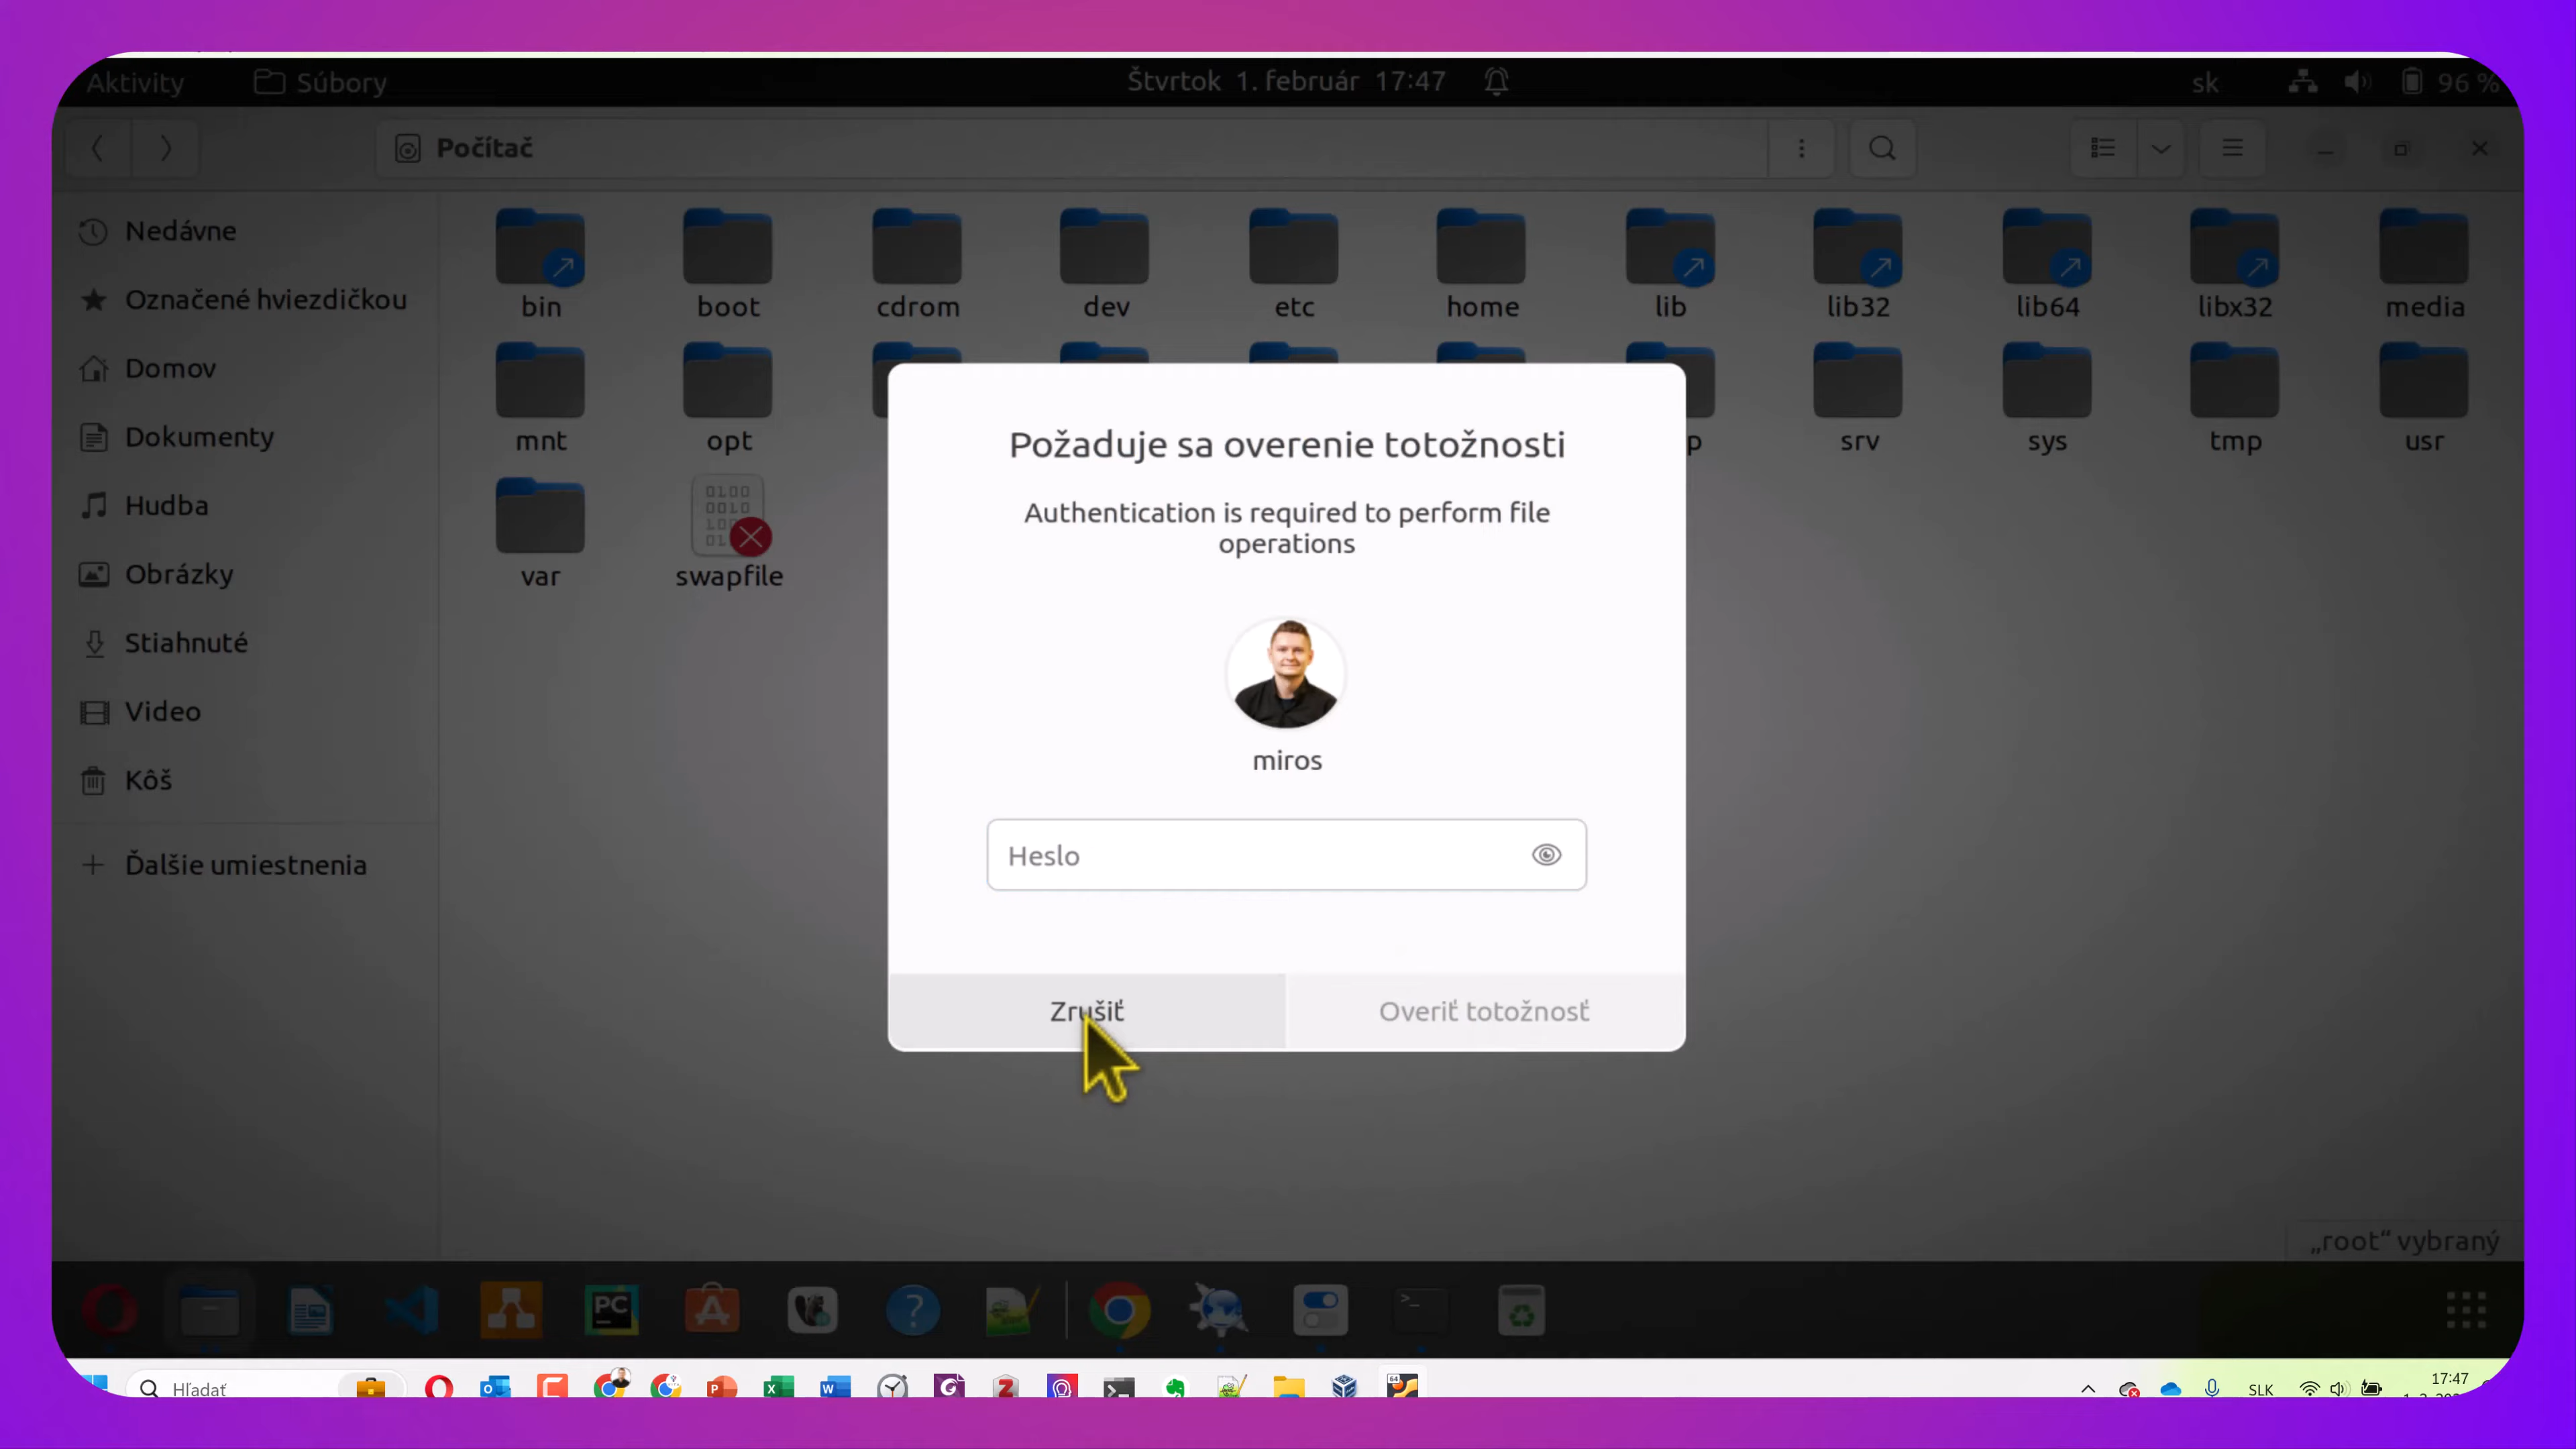 Aktivity
Súbory
Štvrtok 1. február 17:47
sk
96 %
Počítač
Nedávne
Označené hviezdičkou
Domov
Dokumenty
Hudba
Obrázky
Stiahnuté
Video
Kôš
Ďalšie umiestnenia
bin
boot
cdrom
dev
etc
home
lib
lib32
lib64
libx32
media
mnt
opt
p
srv
sys
tmp
usr
var
swapfile
Požaduje sa overenie totožnosti
Authentication is required to perform file
operations
miros
Heslo
Zrušiť
Overiť totožnosť
„root“ vybraný
PC
Hľadať
SLK
17:47